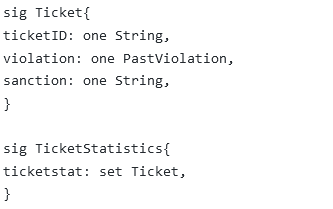 sig Ticket{
ticketID: one String,
violation: one PastViolation,
sanction: one String,
}
sig TicketStatistics{
ticketstat: set Ticket,
}